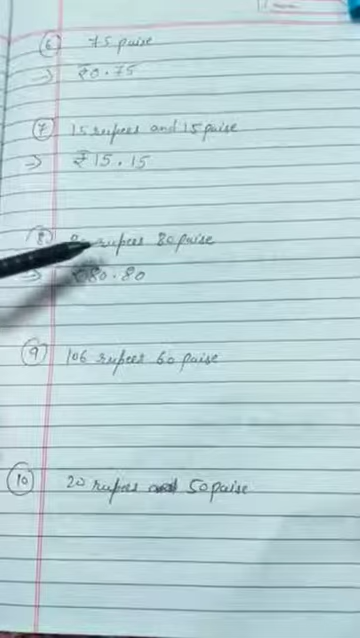 (6) 75 paise
⇒ ₹0.75
(7) 15 rupees and 15 paise
⇒ ₹15.15
(8) rupees 80 paise
⇒ ₹80.80
(9) 106 rupees 60 paise
(10) 20 rupees 50 paise